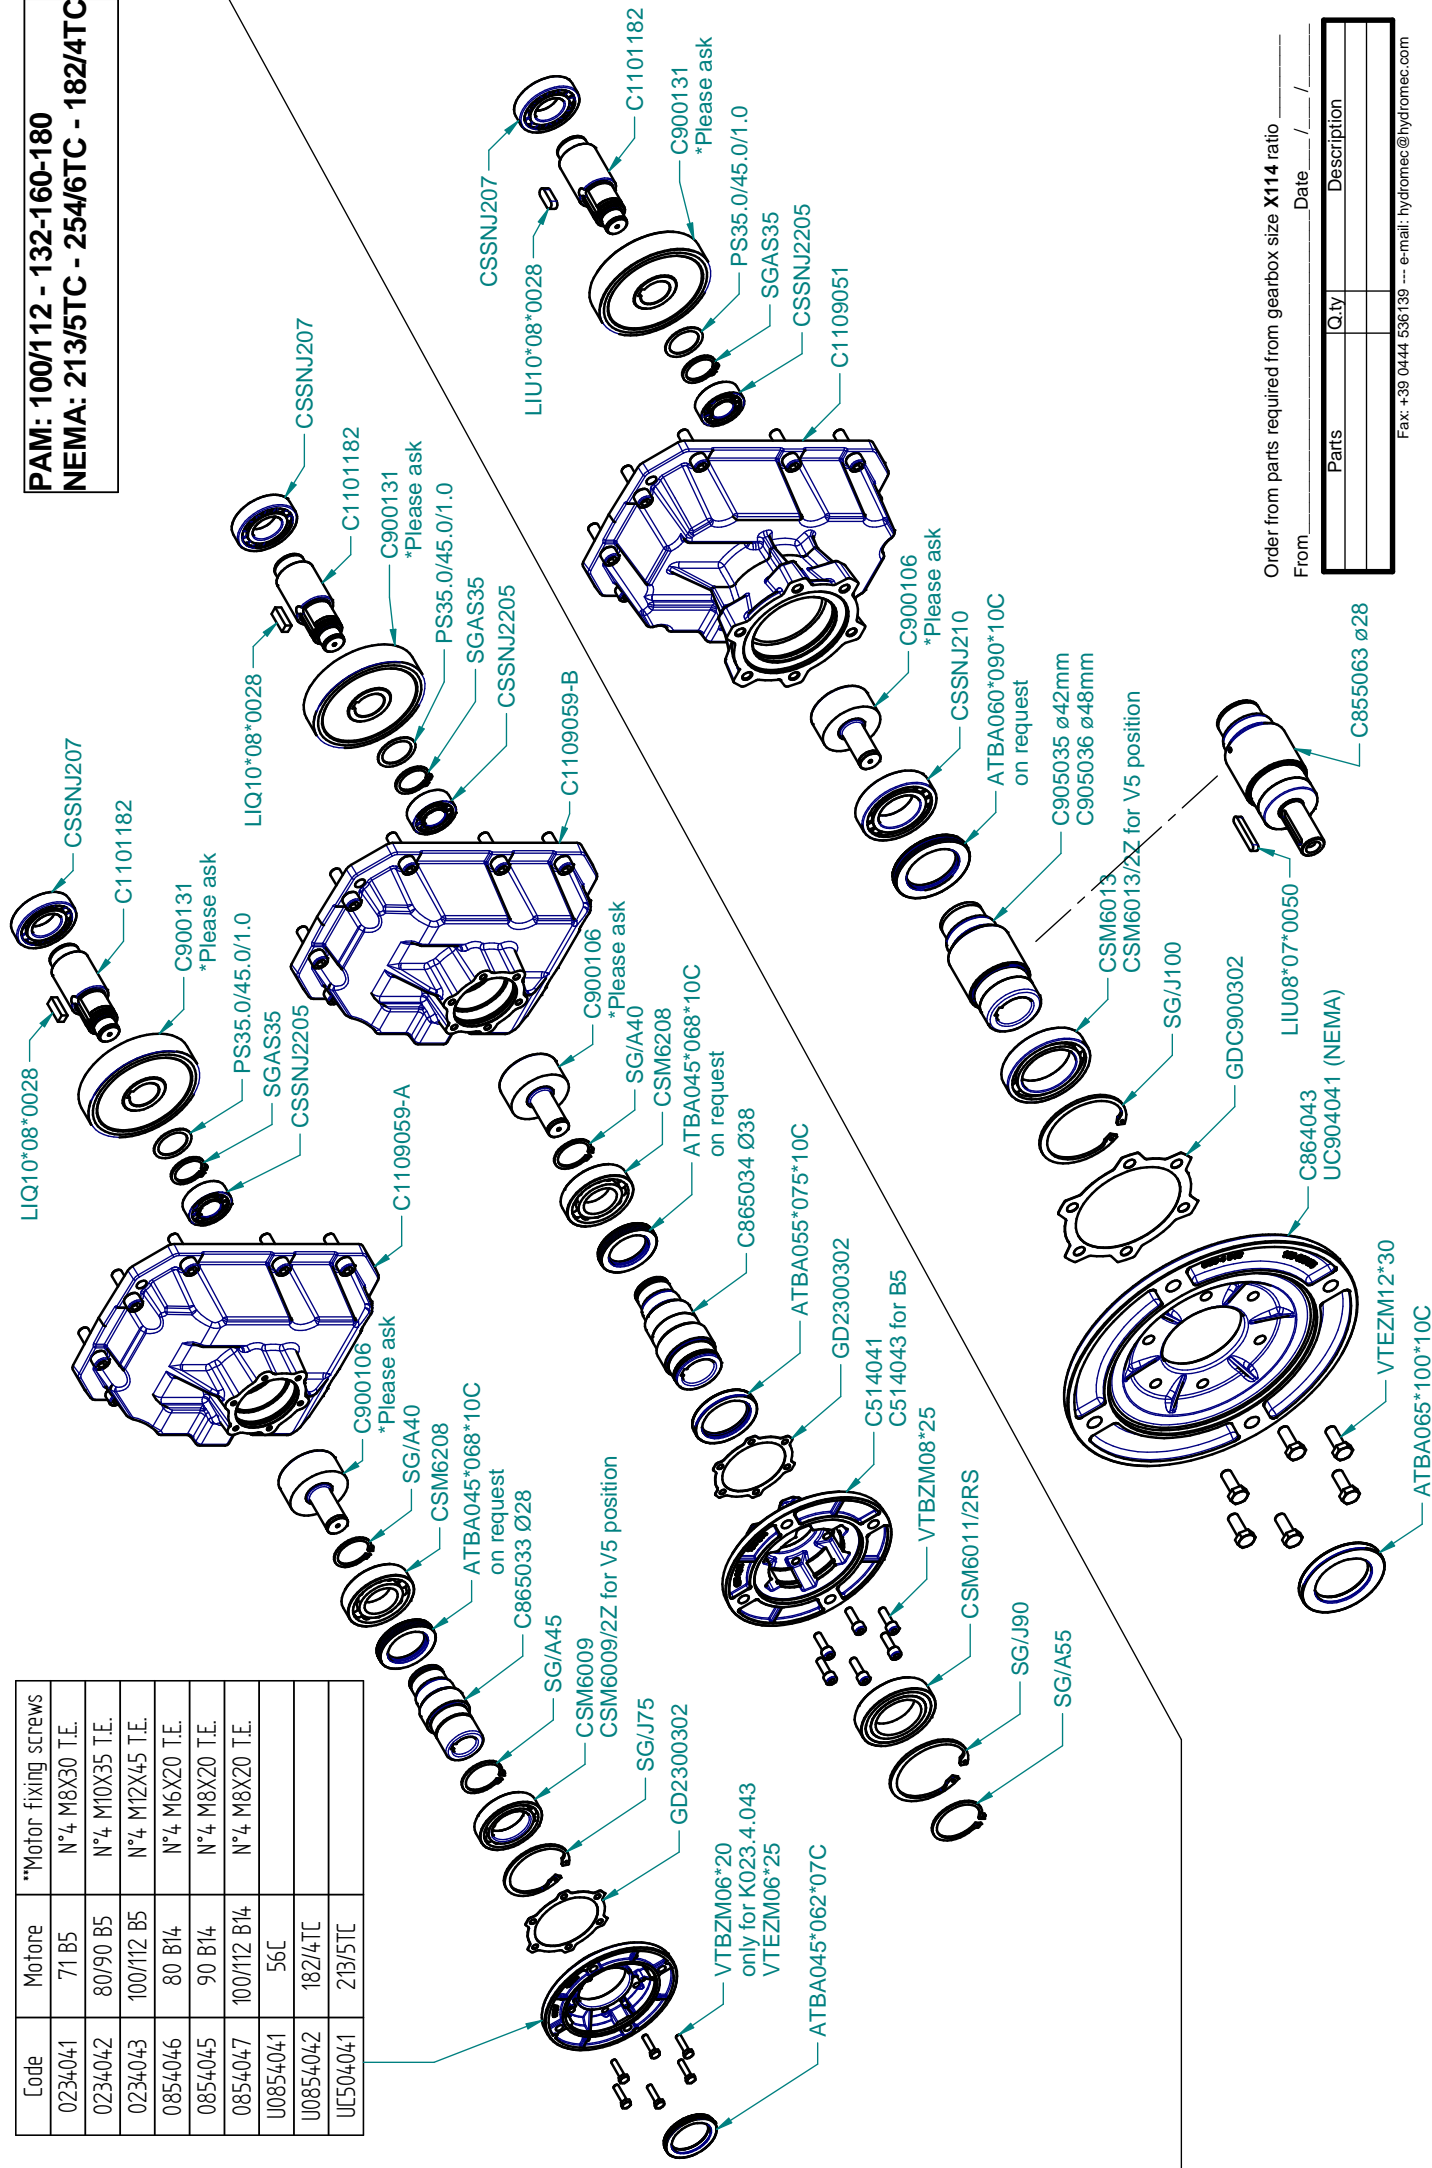 PAM: 100/112 - 132-160-180
NEMA: 213/5TC - 254/6TC - 182/4TC
Code Motore **Motor fixing screws
0234041 71 B5 N°4 M8X30 T.E.
0234042 80/90 B5 N°4 M10X35 T.E.
0234043 100/112 B5 N°4 M12X45 T.E.
0854046 80 B14 N°4 M6X20 T.E.
0854045 90 B14 N°4 M8X20 T.E.
0854047 100/112 B14 N°4 M8X20 T.E.
U0854041 56C
U0854042 182/4TC
UC504041 213/5TC
LIQ10*08*0028
CSSNJ207
C1101182
C900131
*Please ask
PS35.0/45.0/1.0
SGAS35
CSSNJ2205
C1109059-A
C900106
*Please ask
SG/A40
CSM6208
ATBA045*068*10C
on request
C865033 Ø28
SG/A45
CSM6009
CSM6009/2Z for V5 position
SG/J75
GD2300302
VTBZM06*20
only for K023.4.043
VTEZM06*25
ATBA045*062*07C
LIQ10*08*0028
CSSNJ207
C1101182
C900131
*Please ask
PS35.0/45.0/1.0
SGAS35
CSSNJ2205
C1109059-B
C900106
*Please ask
SG/A40
CSM6208
ATBA045*068*10C
on request
C865034 Ø38
ATBA055*075*10C
GD2300302
C514041
C514043 for B5
VTBZM08*25
CSM6011/2RS
SG/J90
SG/A55
CSSNJ207
LIU10*08*0028
C1101182
C900131
*Please ask
PS35.0/45.0/1.0
SGAS35
CSSNJ2205
C1109051
C900106
*Please ask
CSSNJ210
ATBA060*090*10C
on request
C905035 ø42mm
C905036 ø48mm
CSM6013
CSM6013/2Z for V5 position
SG/J100
GDC900302
C864043
UC904041 (NEMA)
VTEZM12*30
ATBA065*100*10C
LIU08*07*0050
C855063 ø28
Order from parts required from gearbox size X114 ratio ______
From ______ Date __ / __ / __
Parts Q.ty Description
Fax: +39 0444 536139 --- e-mail: hydromec@hydromec.com